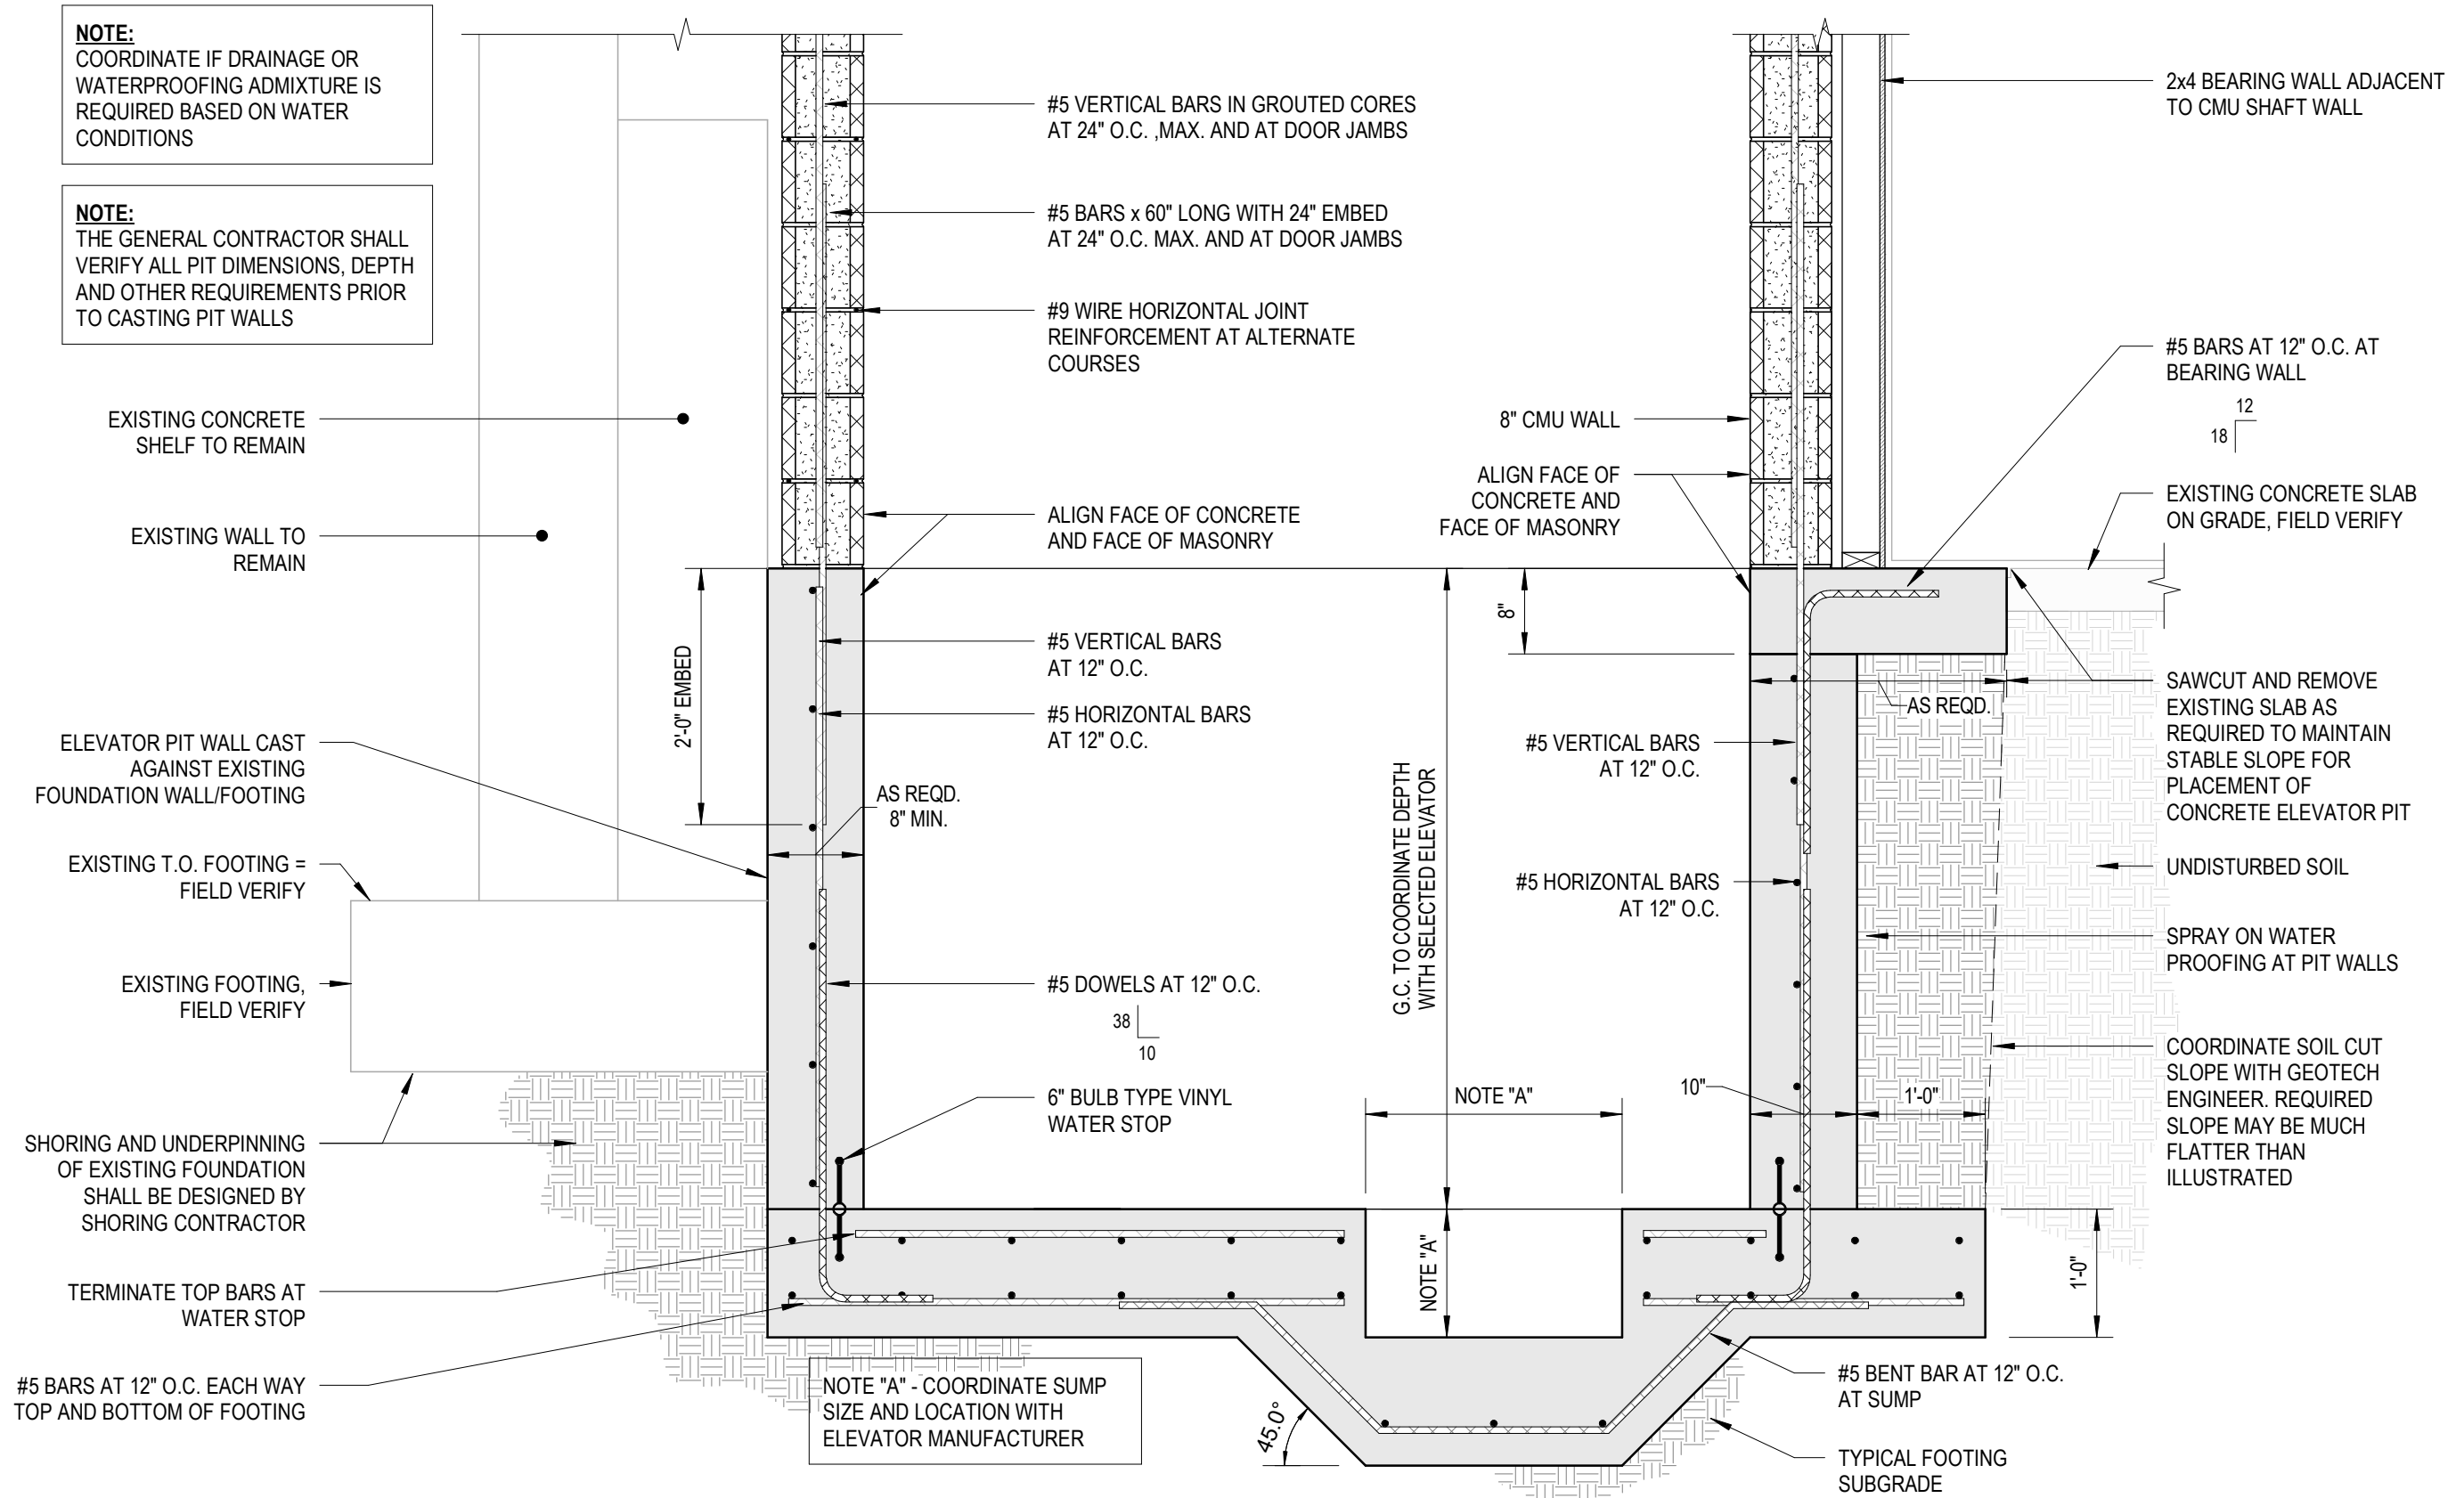 NOTE:
COORDINATE IF DRAINAGE OR
WATERPROOFING ADMIXTURE IS
REQUIRED BASED ON WATER
CONDITIONS
NOTE:
THE GENERAL CONTRACTOR SHALL
VERIFY ALL PIT DIMENSIONS, DEPTH
AND OTHER REQUIREMENTS PRIOR
TO CASTING PIT WALLS
EXISTING CONCRETE
SHELF TO REMAIN
EXISTING WALL TO
REMAIN
2'-0" EMBED
ELEVATOR PIT WALL CAST
AGAINST EXISTING
FOUNDATION WALL/FOOTING
EXISTING T.O. FOOTING =
FIELD VERIFY
EXISTING FOOTING,
FIELD VERIFY
SHORING AND UNDERPINNING
OF EXISTING FOUNDATION
SHALL BE DESIGNED BY
SHORING CONTRACTOR
TERMINATE TOP BARS AT
WATER STOP
#5 BARS AT 12" O.C. EACH WAY
TOP AND BOTTOM OF FOOTING
#5 VERTICAL BARS IN GROUTED CORES
AT 24" O.C. ,MAX. AND AT DOOR JAMBS
#5 BARS x 60" LONG WITH 24" EMBED
AT 24" O.C. MAX. AND AT DOOR JAMBS
#9 WIRE HORIZONTAL JOINT
REINFORCEMENT AT ALTERNATE
COURSES
ALIGN FACE OF CONCRETE
AND FACE OF MASONRY
#5 VERTICAL BARS
AT 12" O.C.
#5 HORIZONTAL BARS
AT 12" O.C.
AS REQD.
8" MIN.
#5 DOWELS AT 12" O.C.
38
10
6" BULB TYPE VINYL
WATER STOP
NOTE "A" - COORDINATE SUMP
SIZE AND LOCATION WITH
ELEVATOR MANUFACTURER
45.0°
G.C. TO COORDINATE DEPTH
WITH SELECTED ELEVATOR
NOTE "A"
NOTE "A"
8" CMU WALL
ALIGN FACE OF
CONCRETE AND
FACE OF MASONRY
8"
#5 VERTICAL BARS
AT 12" O.C.
#5 HORIZONTAL BARS
AT 12" O.C.
AS REQD.
10"
1'-0"
1'-0"
2x4 BEARING WALL ADJACENT
TO CMU SHAFT WALL
#5 BARS AT 12" O.C. AT
BEARING WALL
12
18
EXISTING CONCRETE SLAB
ON GRADE, FIELD VERIFY
SAWCUT AND REMOVE
EXISTING SLAB AS
REQUIRED TO MAINTAIN
STABLE SLOPE FOR
PLACEMENT OF
CONCRETE ELEVATOR PIT
UNDISTURBED SOIL
SPRAY ON WATER
PROOFING AT PIT WALLS
COORDINATE SOIL CUT
SLOPE WITH GEOTECH
ENGINEER. REQUIRED
SLOPE MAY BE MUCH
FLATTER THAN
ILLUSTRATED
#5 BENT BAR AT 12" O.C.
AT SUMP
TYPICAL FOOTING
SUBGRADE